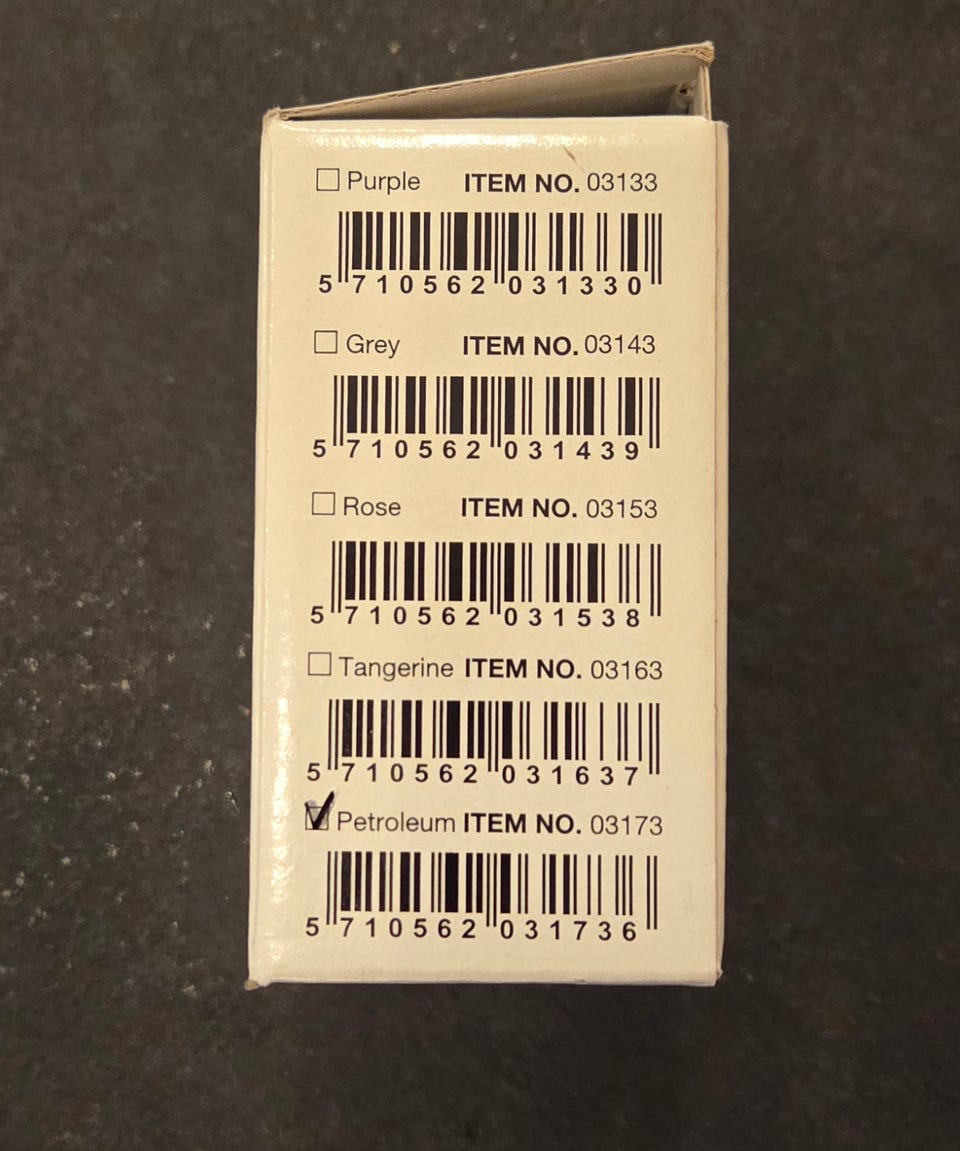 ☐ Purple ITEM NO. 03133
5 710562 031330
☐ Grey ITEM NO. 03143
5 710562 031439
☐ Rose ITEM NO. 03153
5 710562 031538
☐ Tangerine ITEM NO. 03163
5 710562 031637
☑ Petroleum ITEM NO. 03173
5 710562 031736